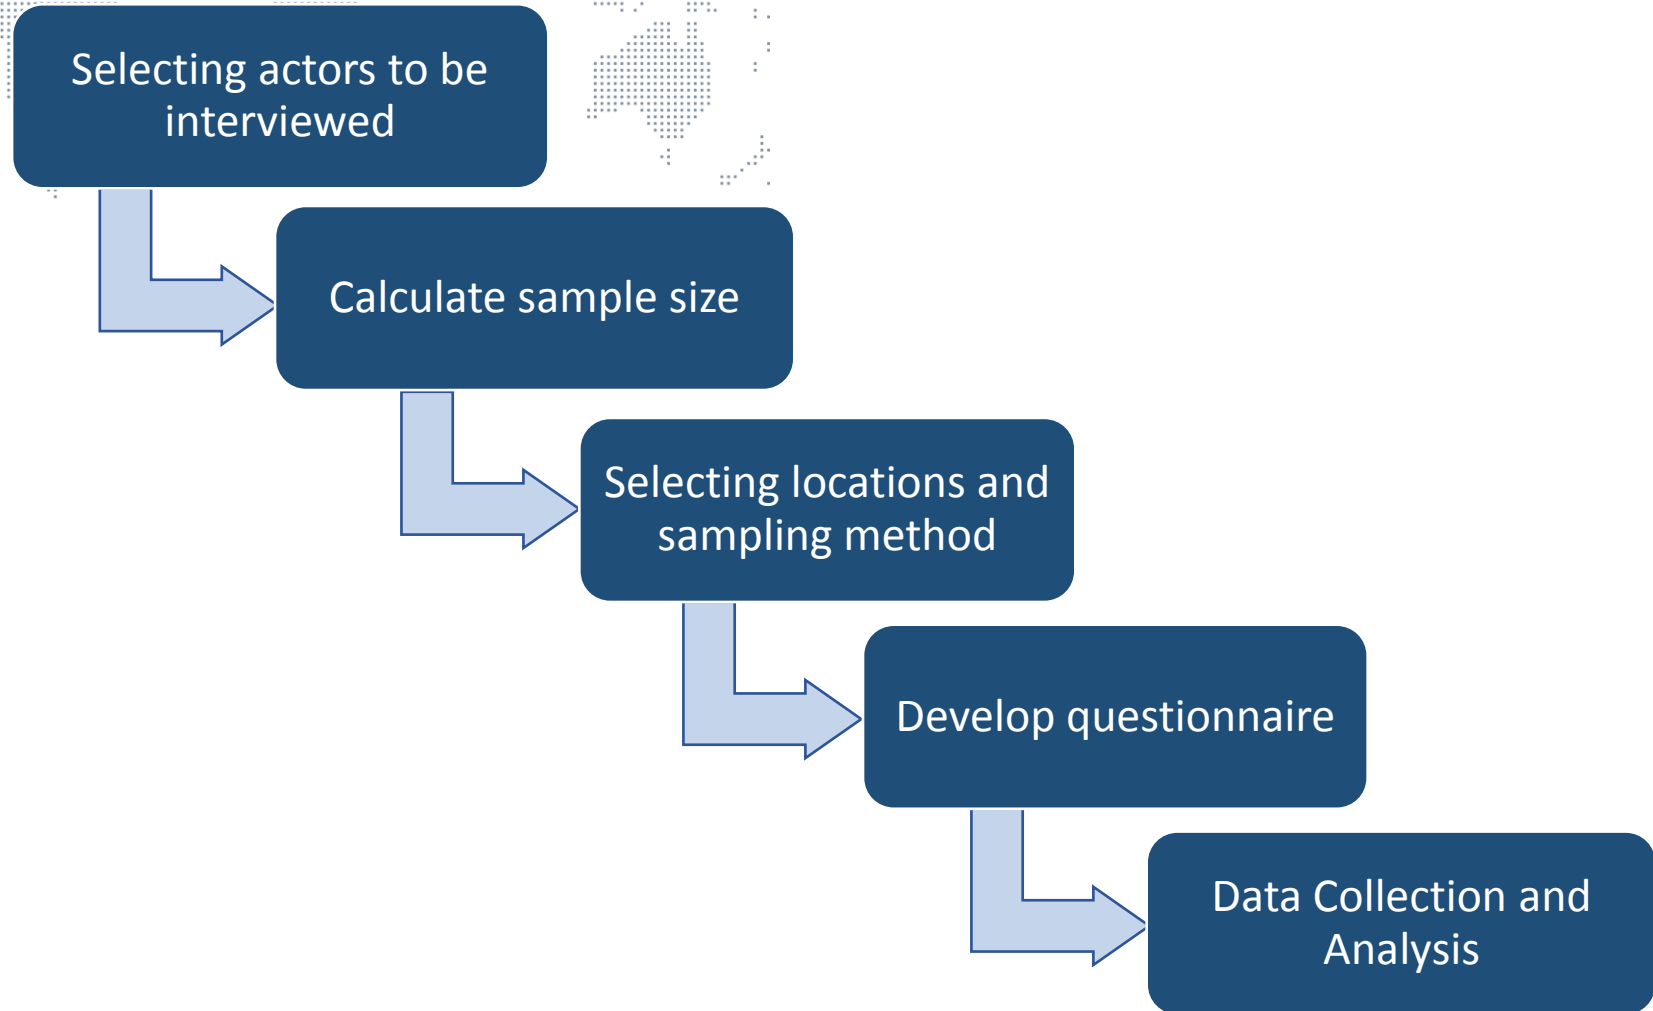 Selecting actors to be
interviewed
Calculate sample size
Selecting locations and
sampling method
Develop questionnaire
Data Collection and
Analysis